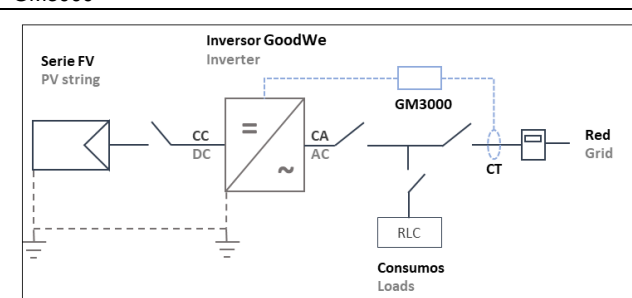 GM3000
Serie FV
PV string
Inversor GoodWe
Inverter
GM3000
CC
DC
=
~
CA
AC
CT
Red
Grid
RLC
Consumos
Loads